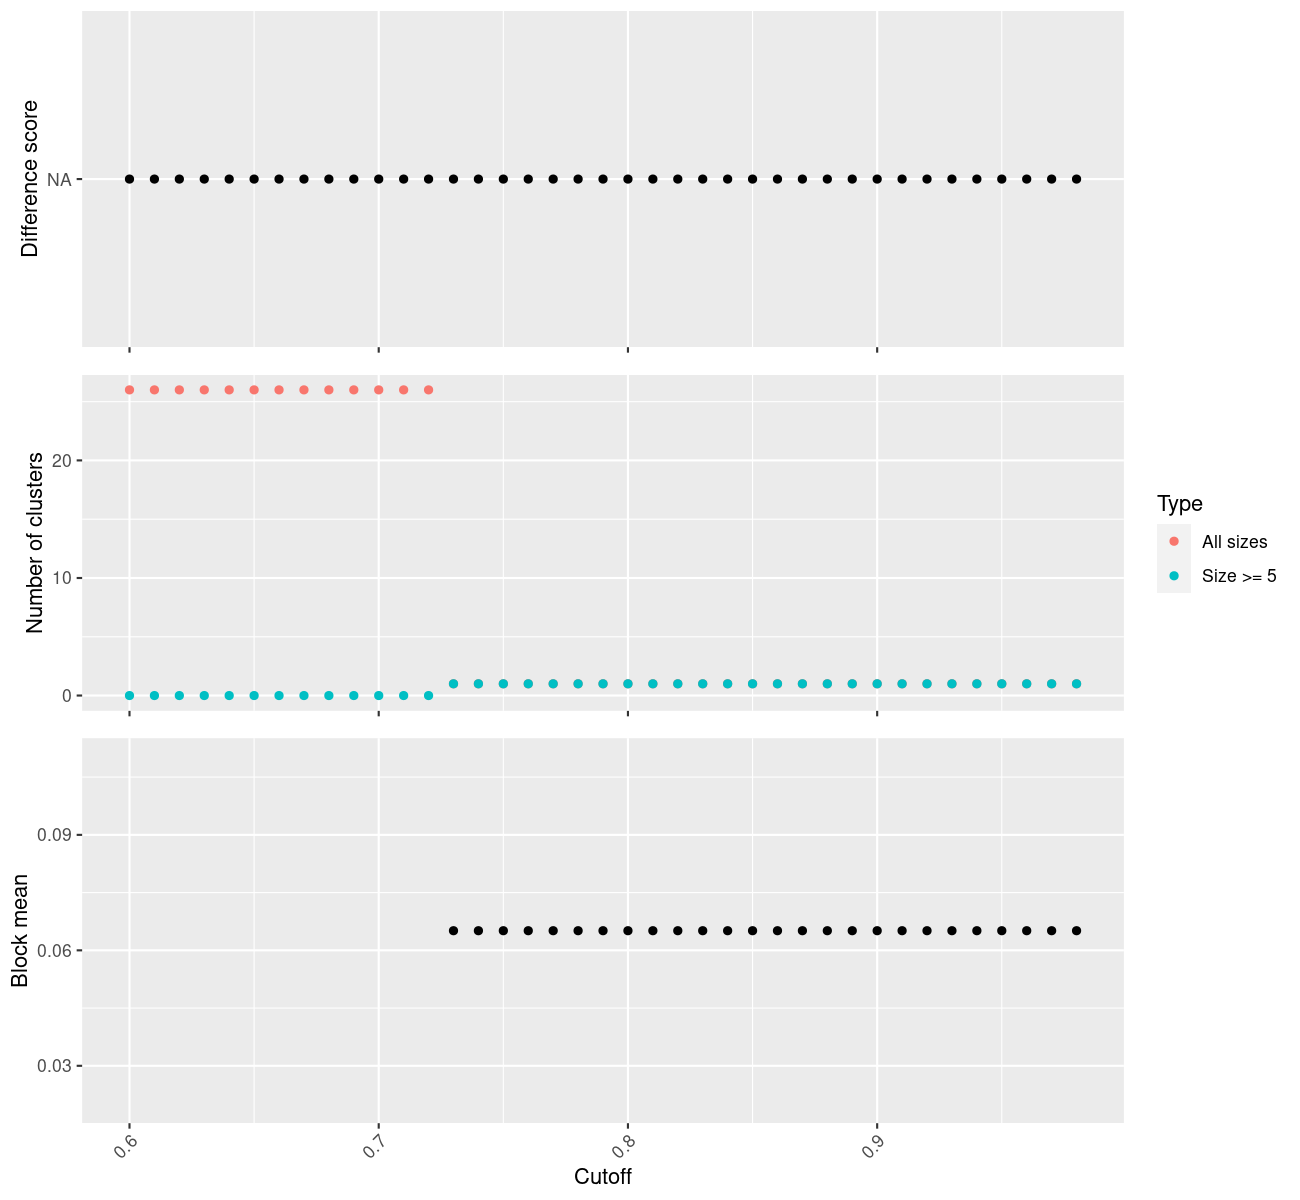 Difference score
NA
Number of clusters
20
10
0
Type
All sizes
Size >= 5
Block mean
0.09
0.06
0.03
0.6
0.7
0.8
0.9
Cutoff